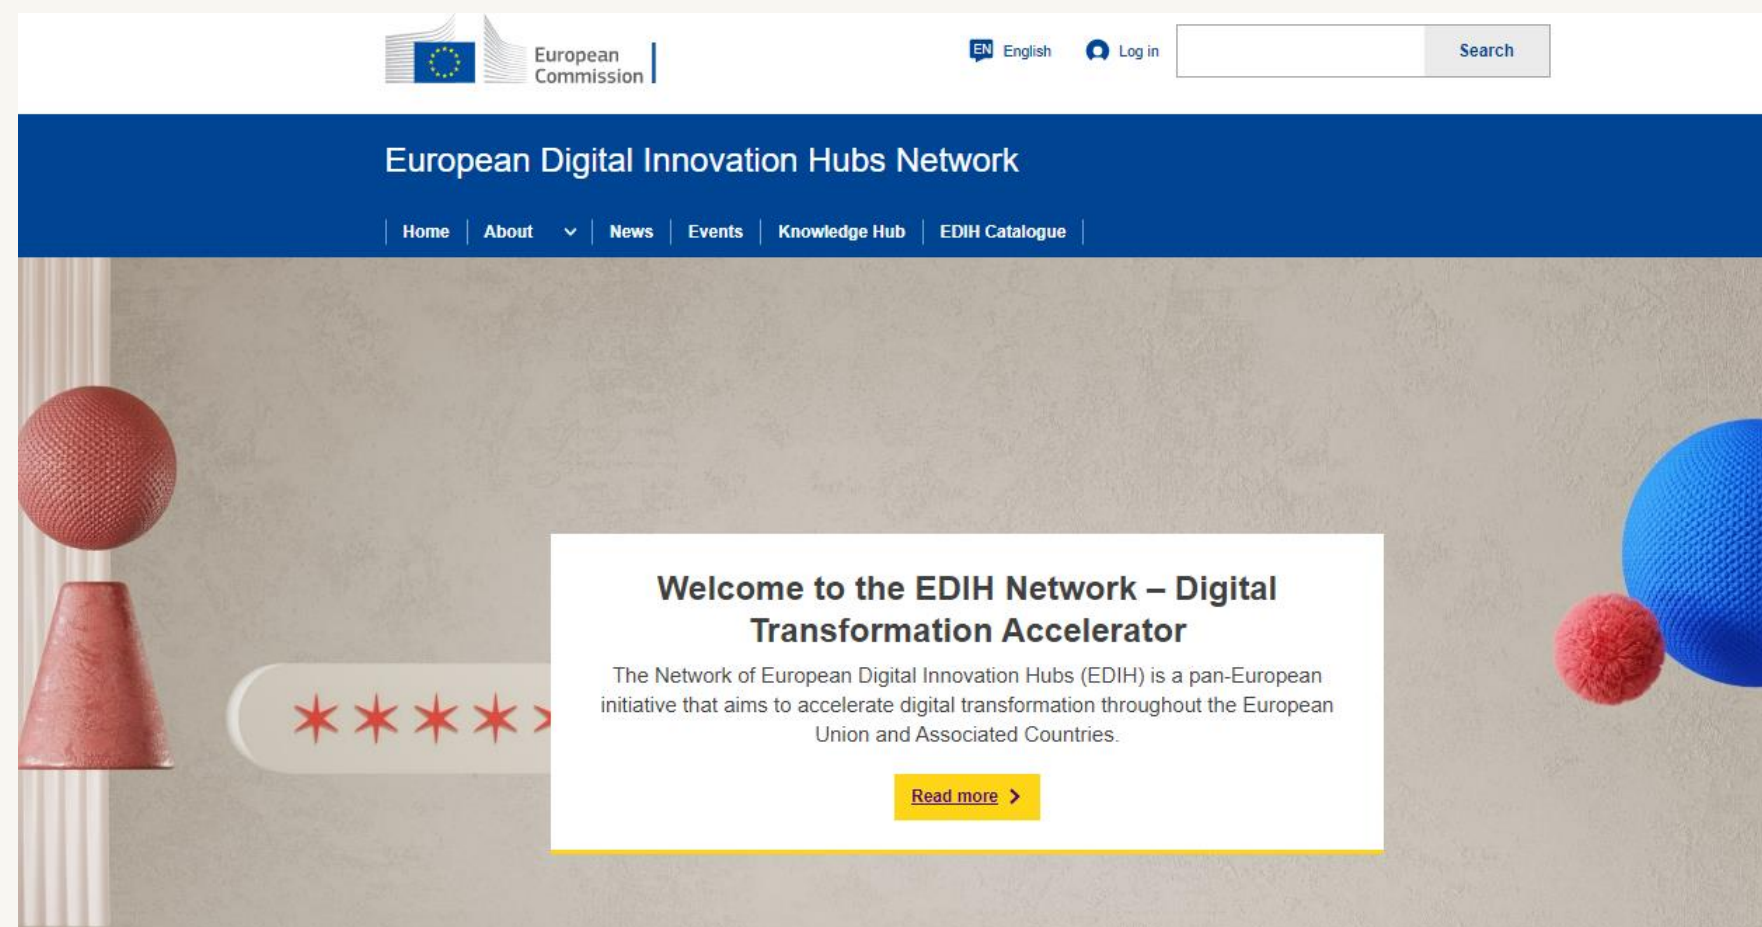 European
Commission
EN English Log in Search
European Digital Innovation Hubs Network
Home About News Events Knowledge Hub EDIH Catalogue
Welcome to the EDIH Network – Digital
Transformation Accelerator
The Network of European Digital Innovation Hubs (EDIH) is a pan-European
initiative that aims to accelerate digital transformation throughout the European
Union and Associated Countries.
Read more